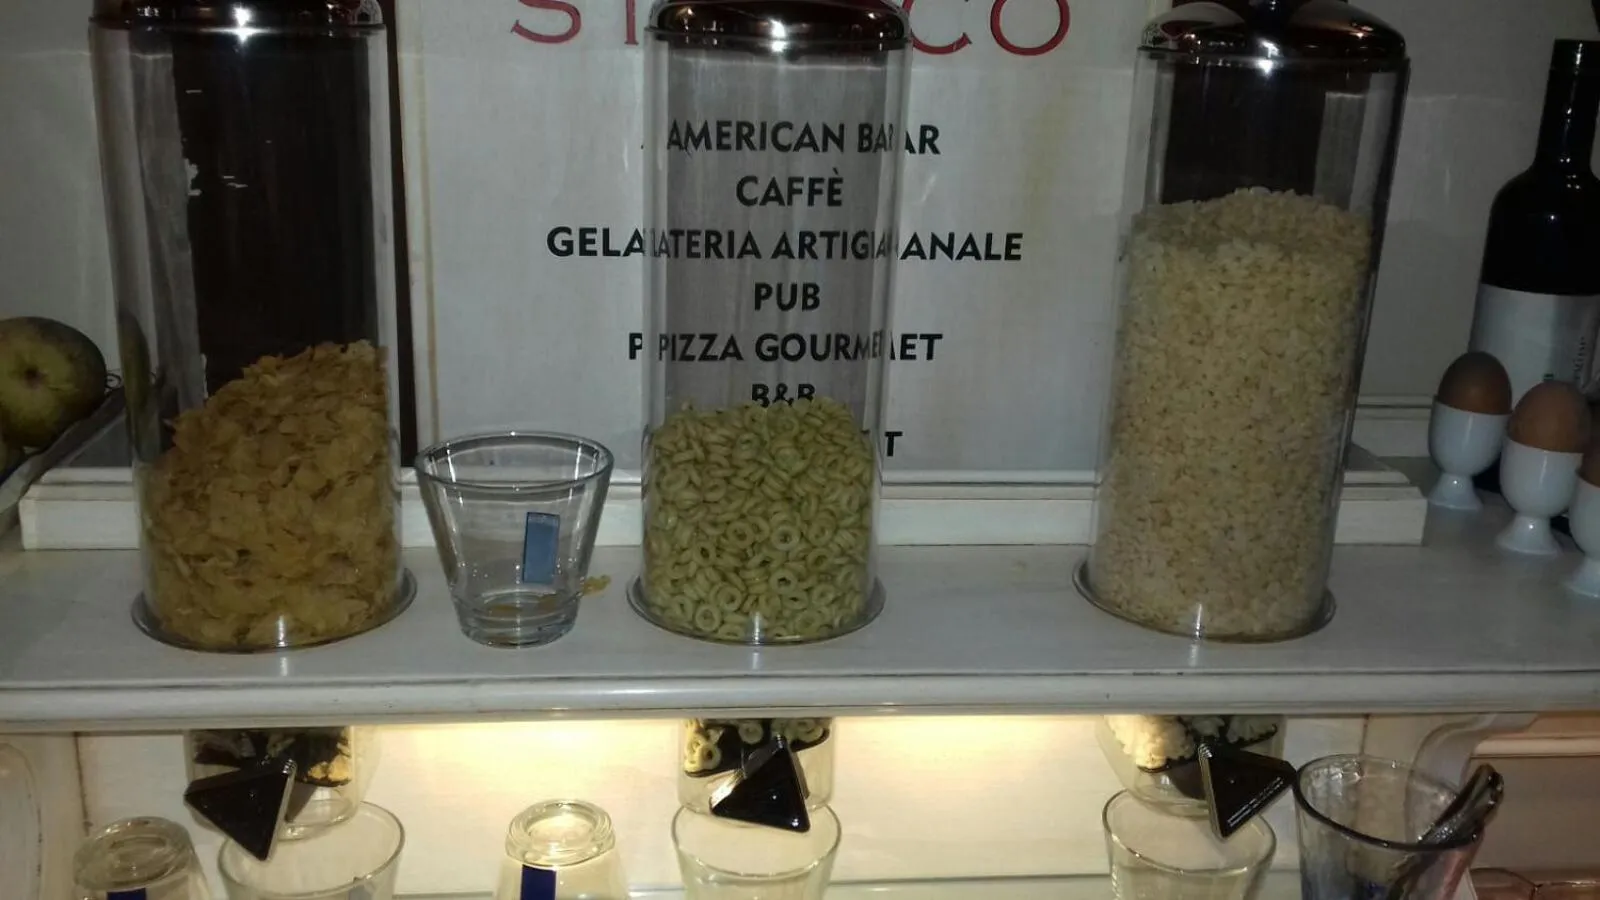 AMERICAN BAR
CAFFÈ
GELATERIA ARTIGIANALE
PUB
PIZZA GOURMET
B&B